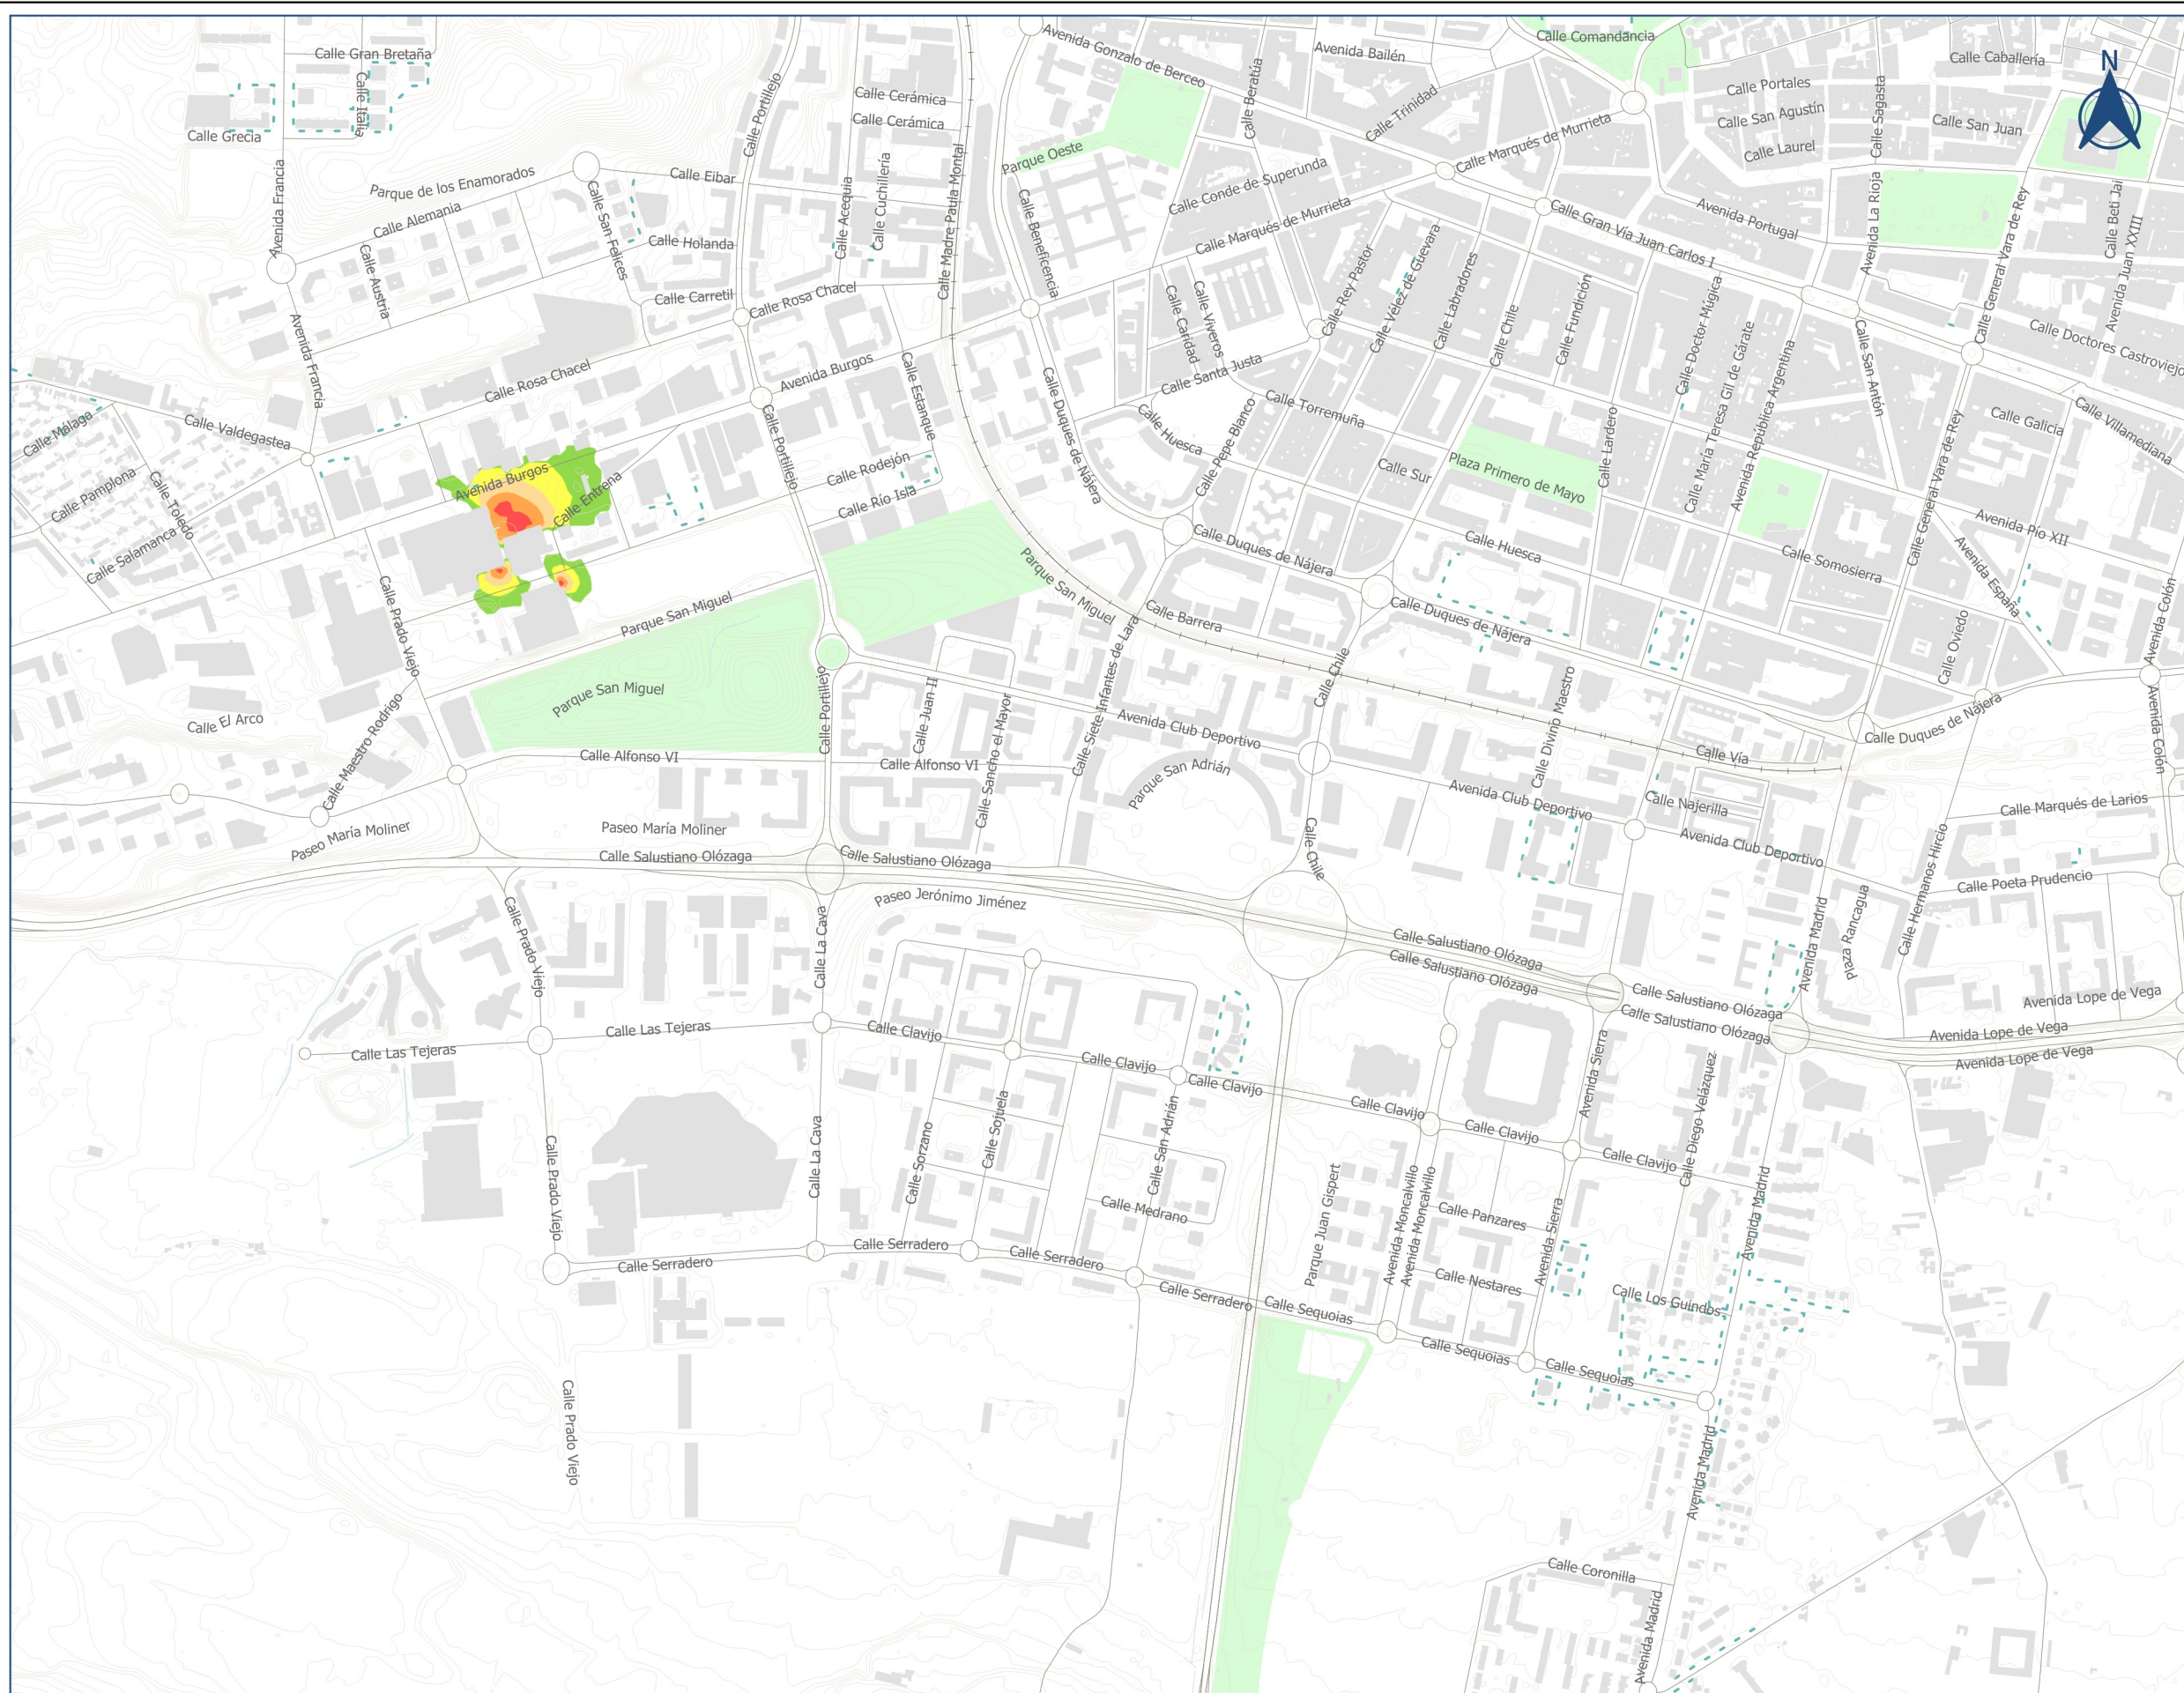 Calle Gran Bretaña
Calle Italia
Calle Grecia
Avenida Francia
Parque de los Enamorados
Calle Alemania
Calle Austria
Calle San Felices
Calle Eibar
Calle Holanda
Calle Carretil
Calle Portillejo
Calle Cerámica
Calle Cerámica
Calle Acequia
Calle Cuchillería
Calle Madre Paula Montal
Calle Rosa Chacel
Avenida Gonzalo de Berceo
Parque Oeste
Calle Beneficencia
Calle Beratúa
Avenida Bailén
Calle Trinidad
Calle Conde de Superunda
Calle Marqués de Murrieta
Calle Marqués de Murrieta
Calle Comandancia
Calle Portales
Calle San Agustín
Calle Laurel
Calle Sagasta
Calle Caballería
Calle San Juan
N
Calle Gran Vía Juan Carlos I
Avenida Portugal
Avenida La Rioja
Calle General Vara de Rey
Calle Beti Jai
Avenida Juan XXIII
Calle Doctores Castroviejo
Avenida Francia
Calle Rosa Chacel
Avenida Burgos
Calle Estanque
Calle Valdegastea
Calle Málaga
Calle Pamplona
Calle Toledo
Calle Salamanca
Avenida Burgos
Calle Entrena
Calle Portillejo
Calle Rodejón
Calle Río Isla
Calle Caridad
Calle Viveros
Calle Santa Justa
Calle Rey Pastor
Calle Vélez de Guevara
Calle Labradores
Calle Chile
Calle Fundición
Calle Doctor Múgica
Calle María Teresa Gil de Gárate
Avenida República Argentina
Calle San Antón
Calle Duques de Nájera
Calle Huesca
Calle Pepe Blanco
Calle Torremuña
Calle Sur
Plaza Primero de Mayo
Calle Lardero
Calle General Vara de Rey
Calle Galicia
Calle Villamediana
Avenida Pío XII
Avenida España
Calle Somosierra
Calle Huesca
Calle Duques de Nájera
Calle Duques de Nájera
Calle Oviedo
Avenida Colón
Avenida Colón
Calle Duques de Nájera
Calle Prado Viejo
Parque San Miguel
Parque San Miguel
Parque San Miguel
Calle Barrera
Calle Siete Infantes de Lara
Calle Chile
Calle Divino Maestro
Calle Vía
Calle El Arco
Calle Maestro Rodrigo
Calle Portillejo
Calle Juan II
Calle Sancho el Mayor
Avenida Club Deportivo
Calle Alfonso VI
Calle Alfonso VI
Parque San Adrián
Avenida Club Deportivo
Calle Najerilla
Avenida Club Deportivo
Calle Marqués de Larios
Calle Hermanos Hircio
Calle Poeta Prudencio
Paseo María Moliner
Paseo María Moliner
Calle Salustiano Olózaga
Calle Salustiano Olózaga
Paseo Jerónimo Jiménez
Calle Chile
Calle Salustiano Olózaga
Calle Salustiano Olózaga
Calle Salustiano Olózaga
Calle Salustiano Olózaga
Avenida Madrid
Plaza Rancagua
Avenida Lope de Vega
Avenida Lope de Vega
Avenida Lope de Vega
Calle Prado Viejo
Calle La Cava
Calle Las Tejeras
Calle Las Tejeras
Calle Clavijo
Calle Clavijo
Calle Clavijo
Calle Clavijo
Calle Clavijo
Calle Clavijo
Avenida Sierra
Calle Diego Velázquez
Calle Prado Viejo
Calle La Cava
Calle Sorzano
Calle Sojuela
Calle San Adrián
Calle Medrano
Parque Juan Gispert
Avenida Moncalvillo
Avenida Moncalvillo
Calle Panzares
Calle Nestares
Avenida Sierra
Avenida Madrid
Calle Los Guindos
Calle Serradero
Calle Serradero
Calle Serradero
Calle Serradero
Calle Sequoias
Calle Sequoias
Calle Sequoias
Calle Prado Viejo
Avenida Madrid
Calle Coronilla
Avenida Madrid